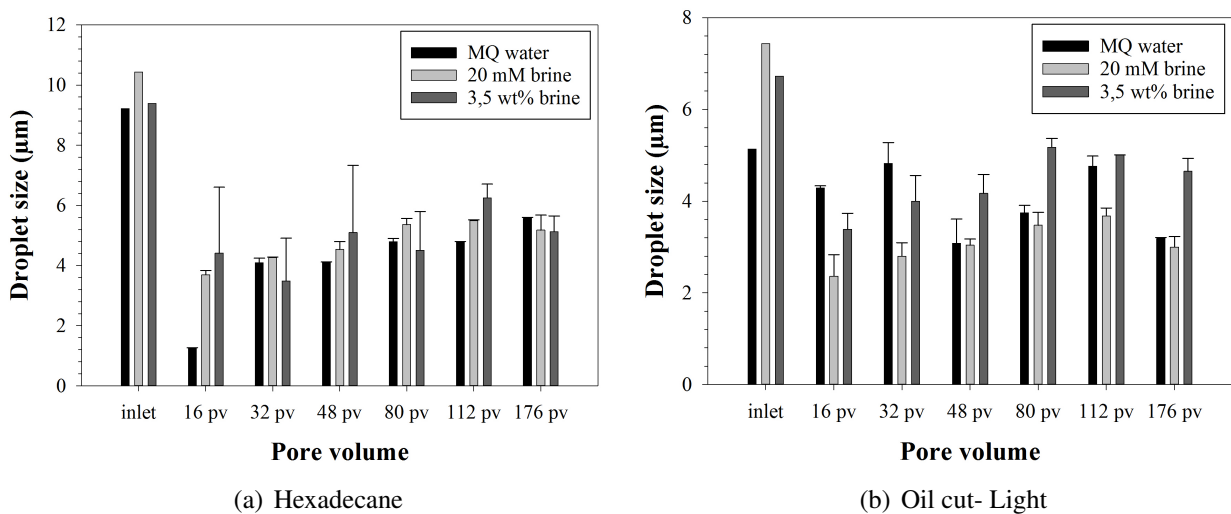 12
10
8
6
4
2
0
Droplet size (µm)
MQ water
20 mM brine
3,5 wt% brine
inlet 16 pv 32 pv 48 pv 80 pv 112 pv 176 pv
Pore volume
(a) Hexadecane
8
6
4
2
0
Droplet size (µm)
MQ water
20 mM brine
3,5 wt% brine
inlet 16 pv 32 pv 48 pv 80 pv 112 pv 176 pv
Pore volume
(b) Oil cut- Light